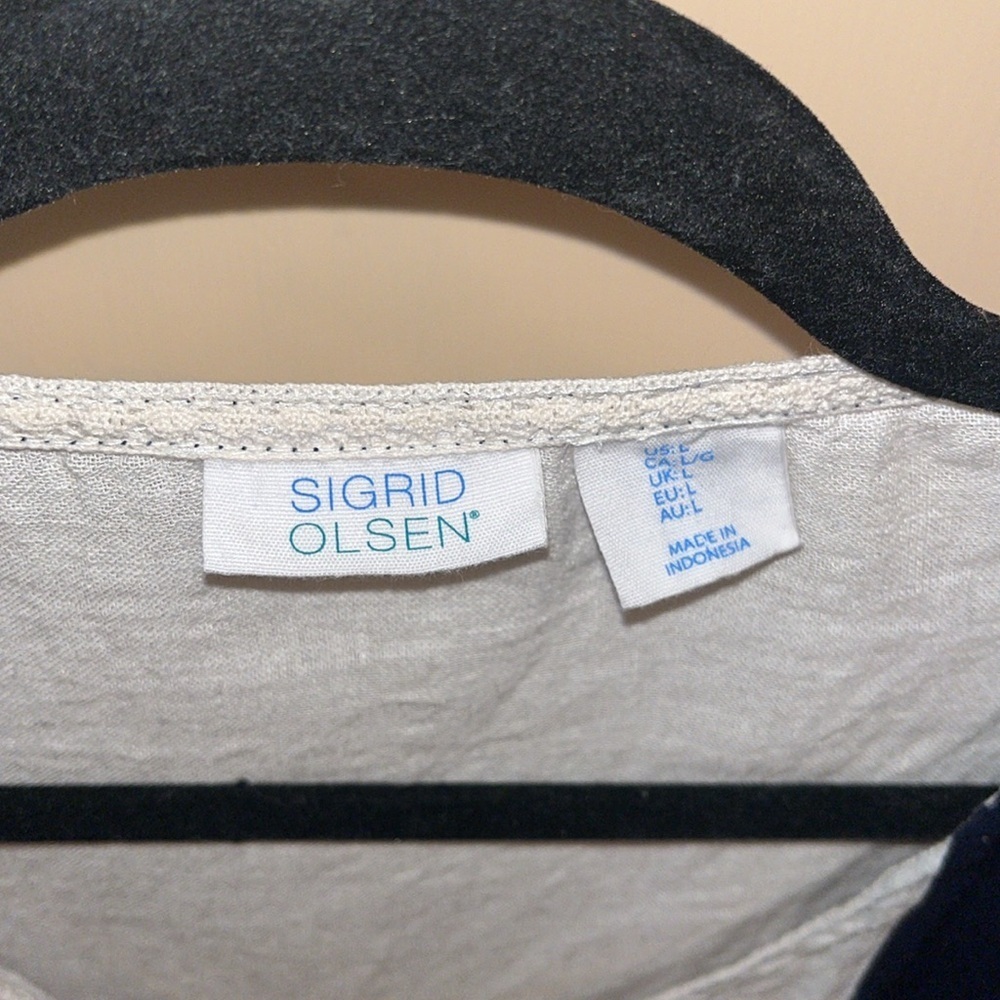 SIGRID
OLSEN®
US: L
CA: L/G
UK: L
EU: L
AU: L
MADE IN
INDONESIA